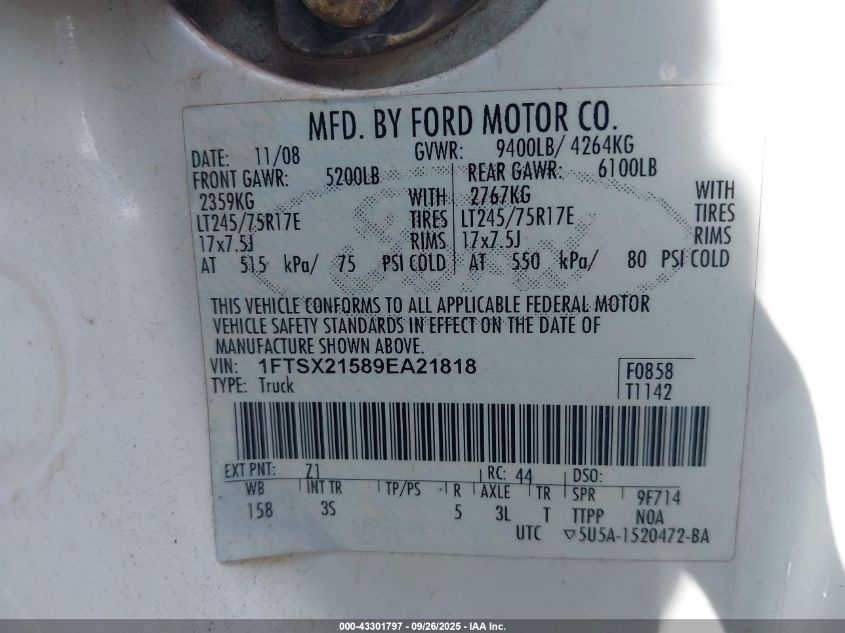 MFD. BY FORD MOTOR CO.
DATE: 11/08 GVWR: 9400LB/ 4264KG
FRONT GAWR: 5200LB REAR GAWR: 6100LB
2359KG WITH 2767KG WITH
LT245/75R17E TIRES LT245/75R17E TIRES
17x7.5J RIMS 17x7.5J RIMS
AT 515 kPa/ 75 PSI COLD AT 550 kPa/ 80 PSI COLD
THIS VEHICLE CONFORMS TO ALL APPLICABLE FEDERAL MOTOR
VEHICLE SAFETY STANDARDS IN EFFECT ON THE DATE OF
MANUFACTURE SHOWN ABOVE.
VIN: 1FTSX21589EA21818 F0858
TYPE: Truck T1142
EXT PNT: Z1 RC: 44 DSO:
WB INT TR TP/PS R AXLE TR SPR 9F714
158 3S 5 3L T TTPP N0A
UTC ▽5U5A-1520472-BA
000-43301797 - 09/26/2025 - IAA Inc.